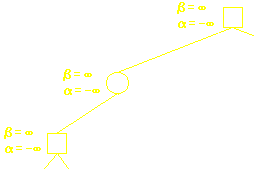 β = ∞
α = −∞
β = ∞
α = −∞
β = ∞
α = −∞